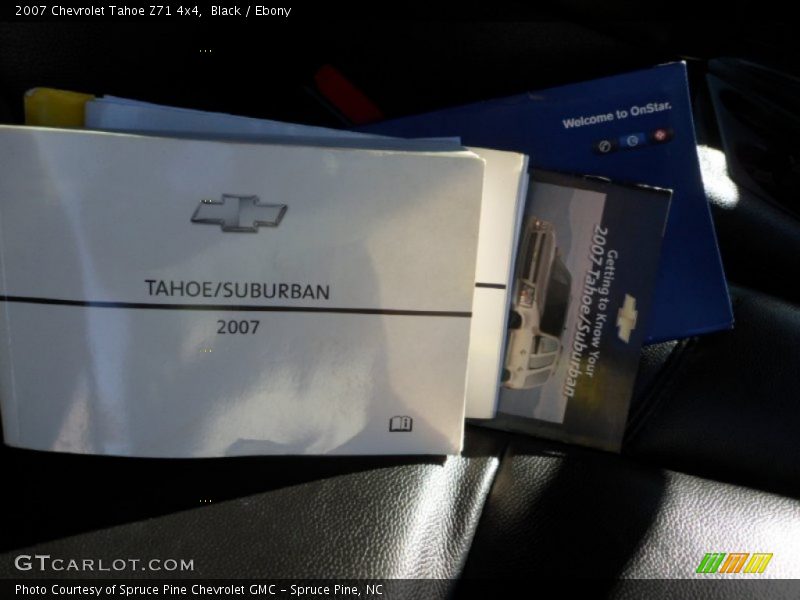 2007 Chevrolet Tahoe Z71 4x4,  Black / Ebony
Welcome to OnStar.
TAHOE/SUBURBAN
2007
Getting to Know Your
2007 Tahoe/Suburban
GTCARLOT.COM
Photo Courtesy of Spruce Pine Chevrolet GMC – Spruce Pine, NC